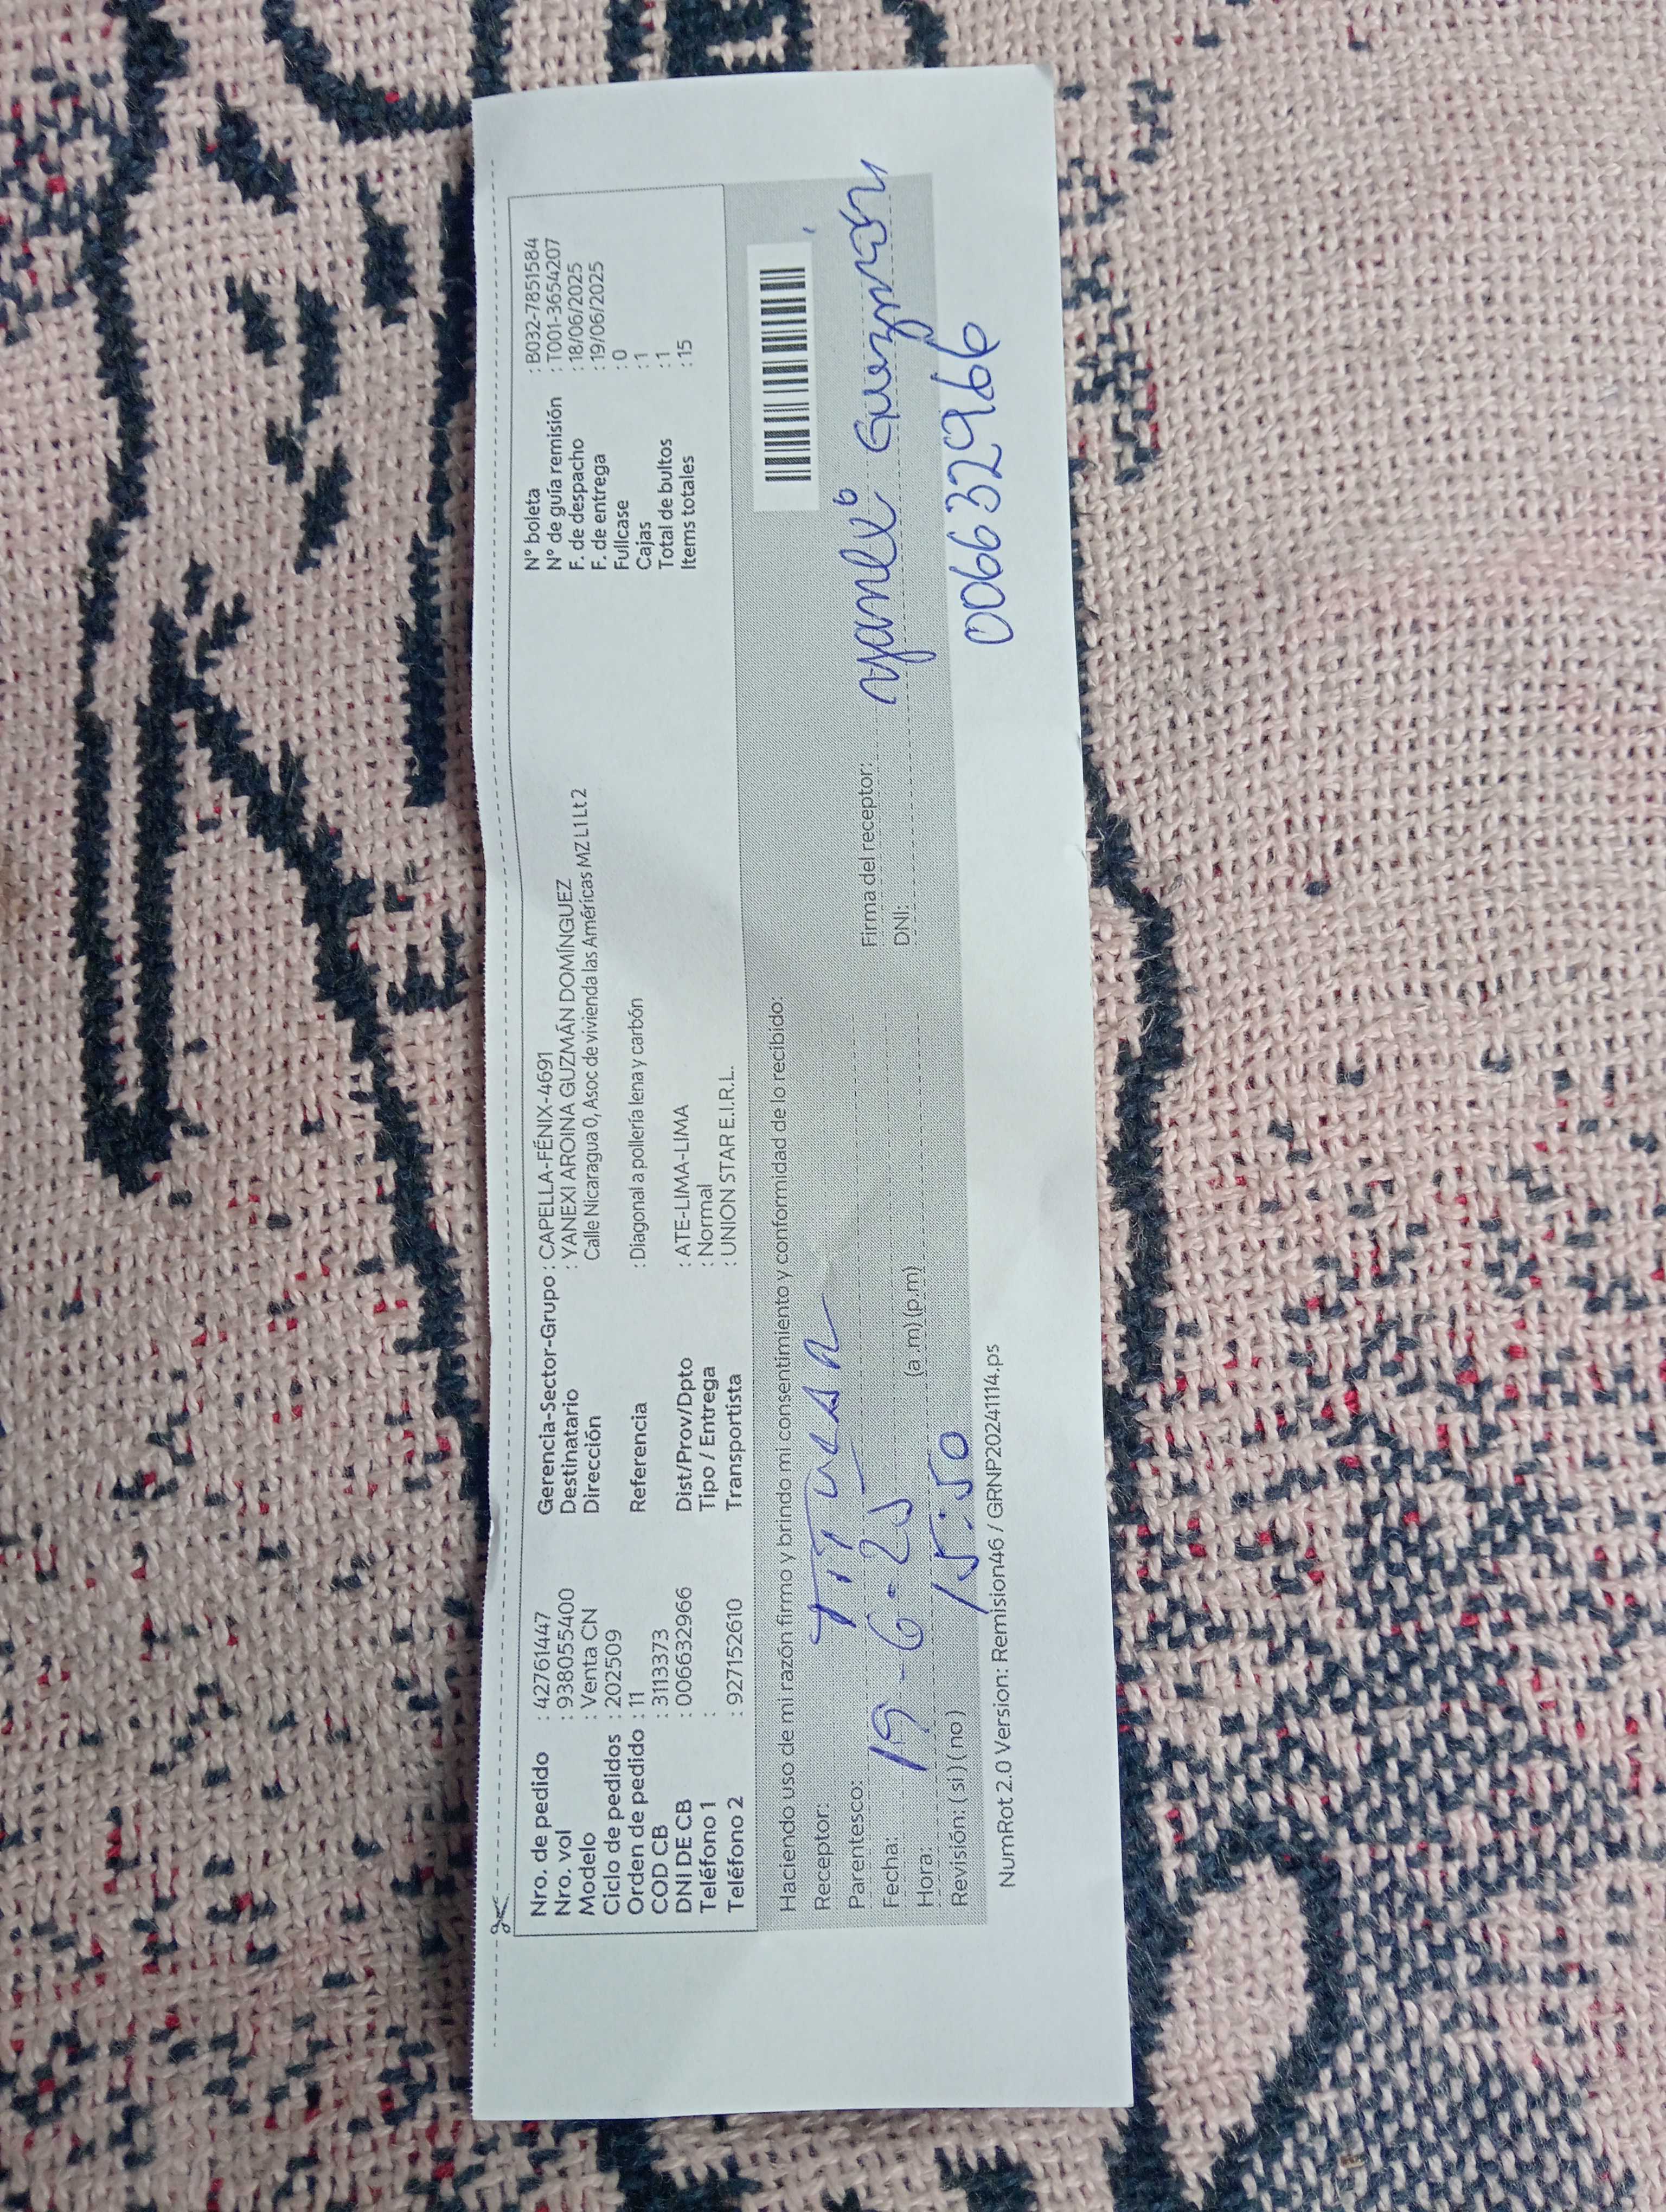 Nro. de pedido : 42761447
Nro. vol : 938055400
Modelo : Venta CN
Ciclo de pedidos : 202509
Orden de pedido : 11
COD CB : 3113373
DNI DE CB : 006632966
Teléfono 1 :
Teléfono 2 : 927152610
Gerencia-Sector-Grupo : CAPELLA-FÉNIX-4691
Destinatario : YANEXI AROINA GUZMÁN DOMÍNGUEZ
Dirección : Calle Nicaragua 0, Asoc de vivienda las Américas MZ L1 Lt 2
Referencia : Diagonal a pollería lena y carbón
Dist/Prov/Dpto : ATE-LIMA-LIMA
Tipo / Entrega : Normal
Transportista : UNION STAR E.I.R.L.
N° boleta : B032-7851584
N° de guía remisión : T001-3654207
F. de despacho : 18/06/2025
F. de entrega : 19/06/2025
Fullcase : 0
Cajas : 1
Total de bultos : 1
Items totales : 15
Haciendo uso de mi razón firmo y brindo mi consentimiento y conformidad de lo recibido:
Receptor: TITULAR
Parentesco:
Fecha: 19-6-25
Hora: 15:50 (a .m) (p.m)
Revisión: ( si ) ( no )
Firma del receptor: Guzmán
DNI: 006632966
NumRot 2.0 Version: Remision46 / GRNP20241114.ps